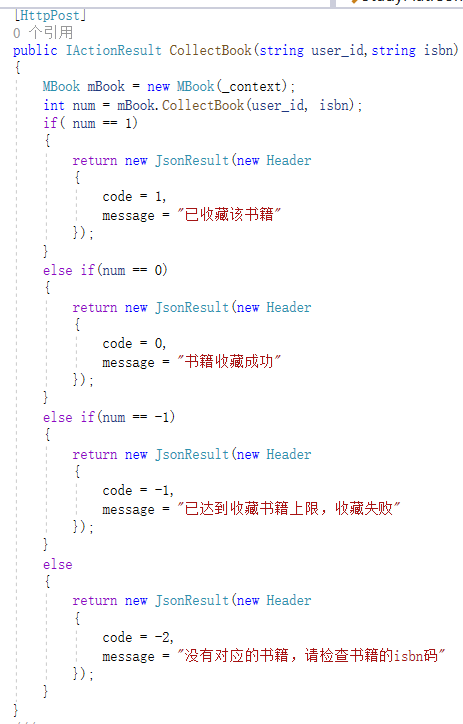 [HttpPost]
0 个引用
public IActionResult CollectBook(string user_id,string isbn)
{
    MBook mBook = new MBook(_context);
    int num = mBook.CollectBook(user_id, isbn);
    if( num == 1)
    {
        return new JsonResult(new Header
        {
            code = 1,
            message = "已收藏该书籍"
        });
    }
    else if(num == 0)
    {
        return new JsonResult(new Header
        {
            code = 0,
            message = "书籍收藏成功"
        });
    }
    else if(num == -1)
    {
        return new JsonResult(new Header
        {
            code = -1,
            message = "已达到收藏书籍上限，收藏失败"
        });
    }
    else
    {
        return new JsonResult(new Header
        {
            code = -2,
            message = "没有对应的书籍，请检查书籍的isbn码"
        });
    }
}